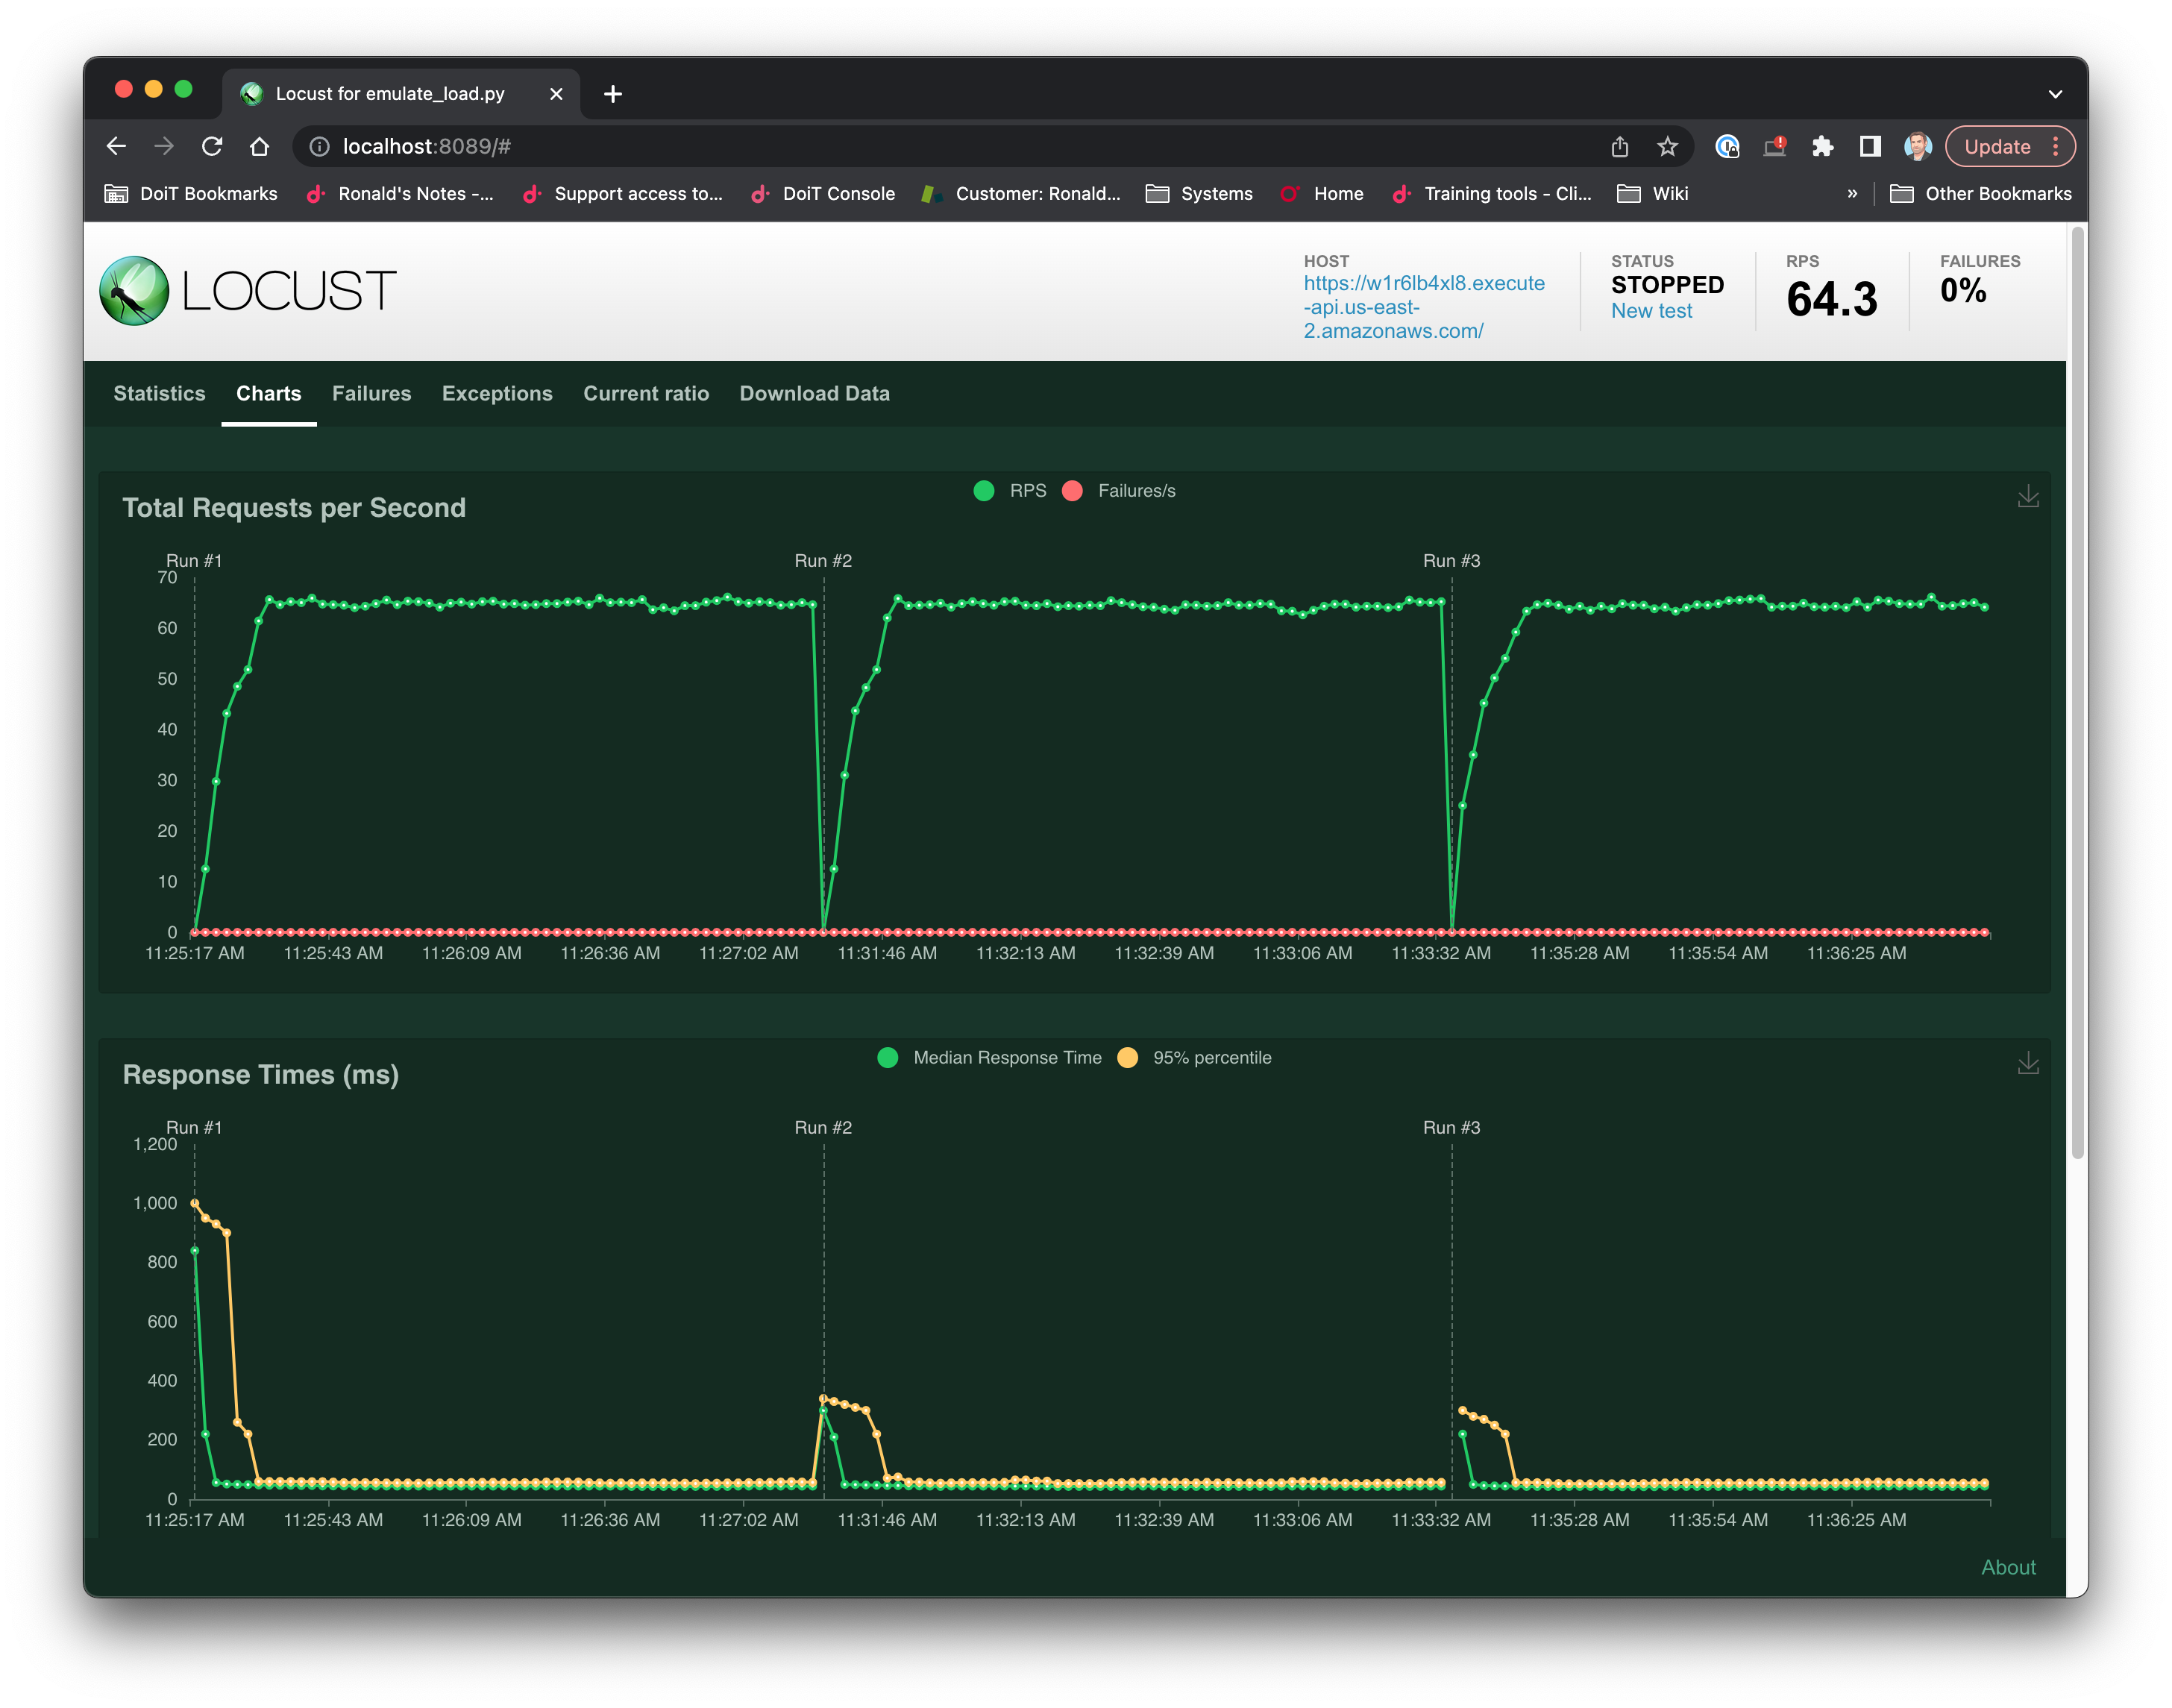 Locust for emulate_load.py
localhost:8089/#
Update
DoiT Bookmarks
Ronald's Notes -...
Support access to...
DoiT Console
Customer: Ronald...
Systems
Home
Training tools - Cli...
Wiki
»
Other Bookmarks
LOCUST
HOST
https://w1r6lb4xl8.execute
-api.us-east-
2.amazonaws.com/
STATUS
STOPPED
New test
RPS
64.3
FAILURES
0%
Statistics
Charts
Failures
Exceptions
Current ratio
Download Data
Total Requests per Second
RPS
Failures/s
Run #1
Run #2
Run #3
70
60
50
40
30
20
10
0
11:25:17 AM
11:25:43 AM
11:26:09 AM
11:26:36 AM
11:27:02 AM
11:31:46 AM
11:32:13 AM
11:32:39 AM
11:33:06 AM
11:33:32 AM
11:35:28 AM
11:35:54 AM
11:36:25 AM
Response Times (ms)
Median Response Time
95% percentile
Run #1
Run #2
Run #3
1,200
1,000
800
600
400
200
0
11:25:17 AM
11:25:43 AM
11:26:09 AM
11:26:36 AM
11:27:02 AM
11:31:46 AM
11:32:13 AM
11:32:39 AM
11:33:06 AM
11:33:32 AM
11:35:28 AM
11:35:54 AM
11:36:25 AM
About